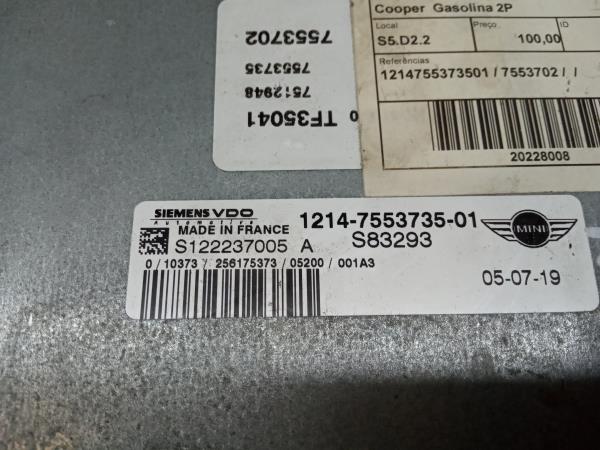 Cooper Gasolina 2P
Local Preço ID
S5.D2.2 100,00
Referências
1214755373501 / 7553702 / /
20228008
7553702
7553735
7512948
TF35041 0
SIEMENS VDO
Automotive
MADE IN FRANCE
1214-7553735-01
S122237005 A S83293
MINI
0 / 10373 / 256175373 / 05200 / 001A3
05-07-19